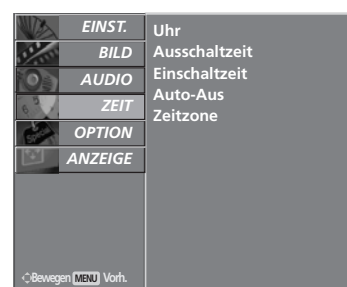 EINST.
BILD
AUDIO
ZEIT
OPTION
ANZEIGE
Uhr
Ausschaltzeit
Einschaltzeit
Auto-Aus
Zeitzone
Bewegen MENU Vorh.